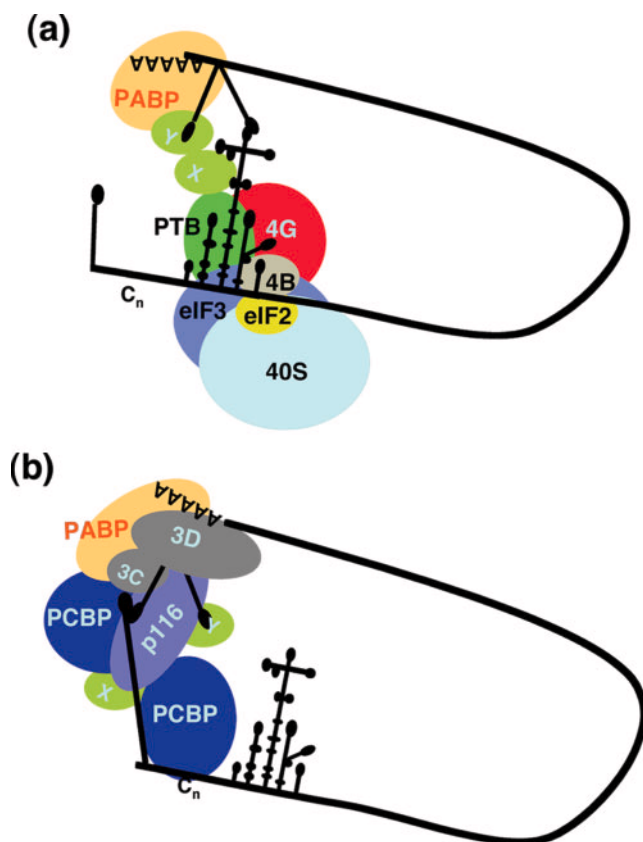 (a)
AAAAA
PABP
Y
X
PTB
4G
4B
Cn
eIF3
eIF2
40S
(b)
AAAAA
PABP
3D
3C
PCBP
p116
Y
X
PCBP
Cn